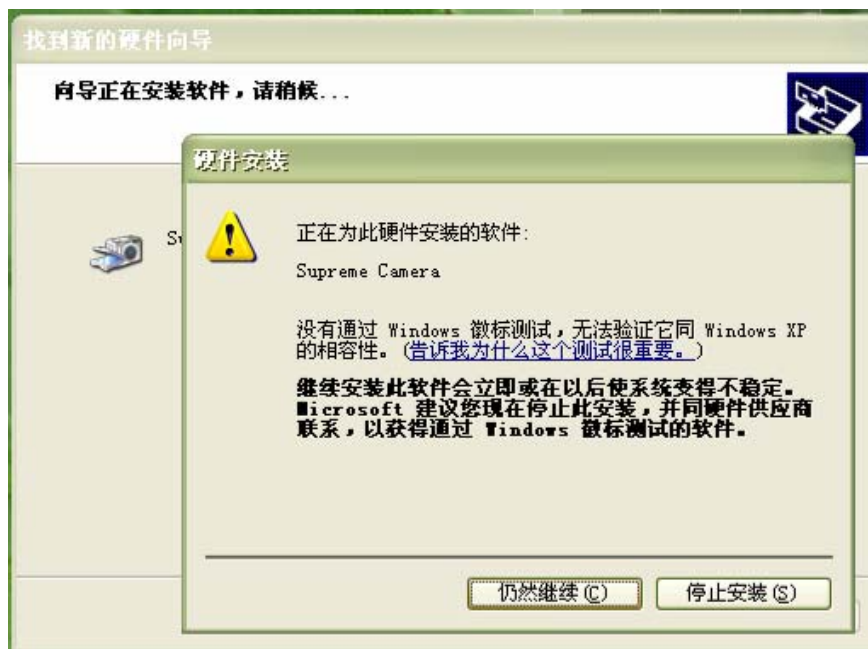 找到新的硬件向导
向导正在安装软件，请稍候...
硬件安装
正在为此硬件安装的软件:
Supreme Camera
没有通过 Windows 徽标测试，无法验证它同 Windows XP
的相容性。(告诉我为什么这个测试很重要。)
继续安装此软件会立即或在以后使系统变得不稳定。
Microsoft 建议您现在停止此安装，并同硬件供应商
联系，以获得通过 Windows 徽标测试的软件。
仍然继续(C)
停止安装(S)